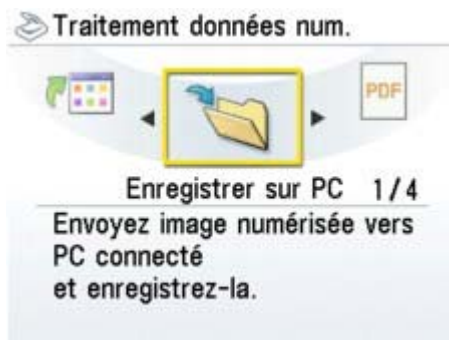 Traitement données num.
PDF
Enregistrer sur PC 1/4
Envoyez image numérisée vers
PC connecté
et enregistrez-la.